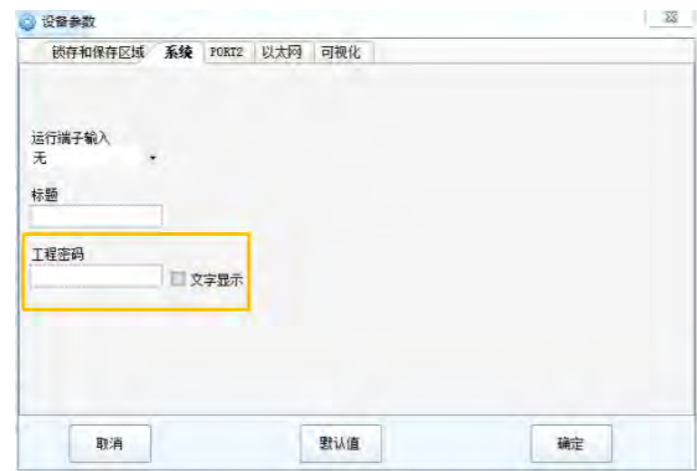 设备参数
锁存和保存区域 系统 PORT2 以太网 可视化
运行端子输入
无
标题
工程密码
文字显示
取消 默认值 确定